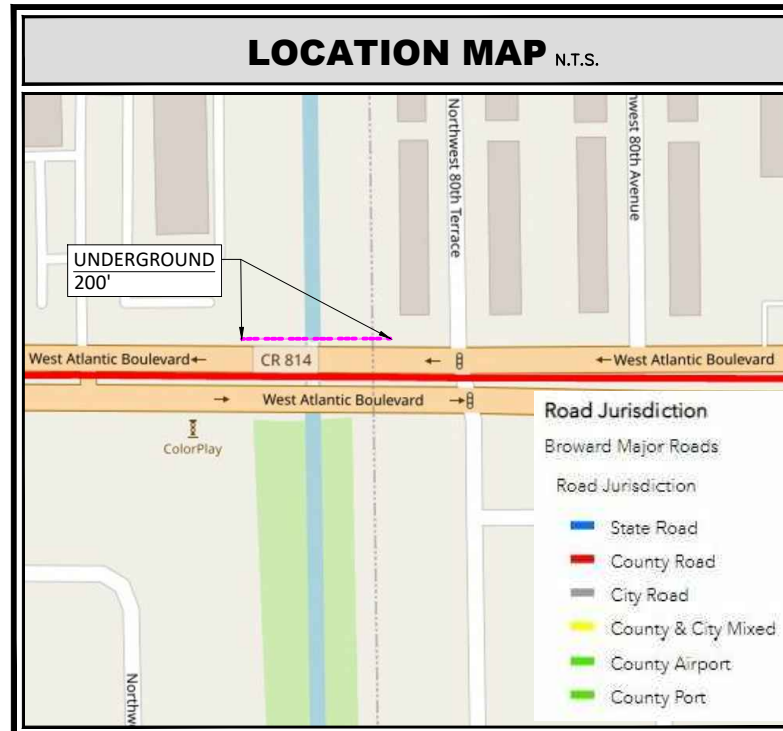 LOCATION MAP N.T.S.
Northwest 80th Terrace
west 80th Avenue
UNDERGROUND
200'
West Atlantic Boulevard
CR 814
West Atlantic Boulevard
West Atlantic Boulevard
ColorPlay
Northw
Road Jurisdiction
Broward Major Roads
Road Jurisdiction
State Road
County Road
City Road
County & City Mixed
County Airport
County Port